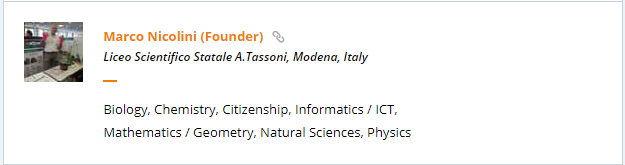 Marco Nicolini (Founder)
Liceo Scientifico Statale A.Tassoni, Modena, Italy
Biology, Chemistry, Citizenship, Informatics / ICT,
Mathematics / Geometry, Natural Sciences, Physics